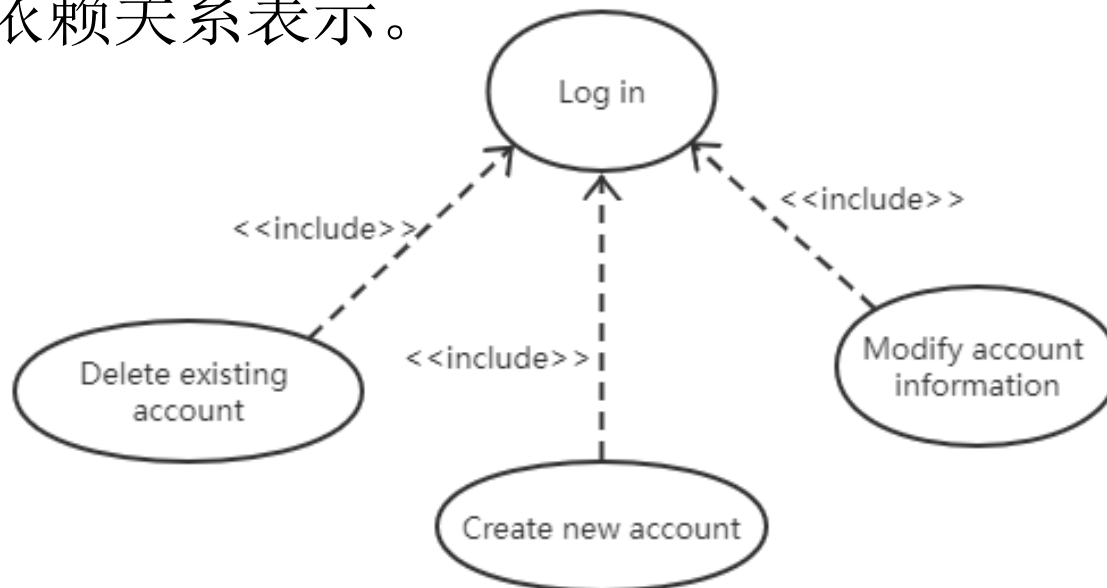 依赖关系表示。
Log in
<<include>>
<<include>>
<<include>>
Delete existing
account
Modify account
information
Create new account